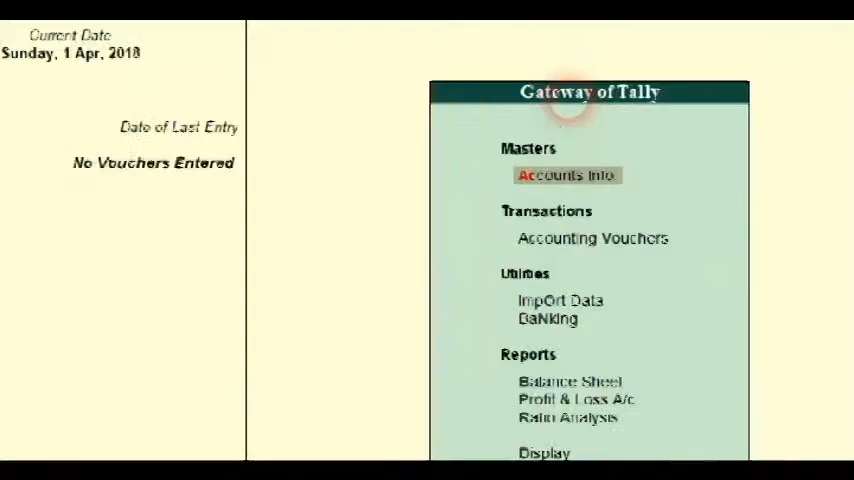 Current Date
Sunday, 1 Apr, 2018
Date of Last Entry
No Vouchers Entered
Gateway of Tally
Masters
Accounts Info.
Transactions
Accounting Vouchers
Utilities
ImpOrt Data
BaNking
Reports
Balance Sheet
Profit & Loss A/c
Ratio Analysis
Display